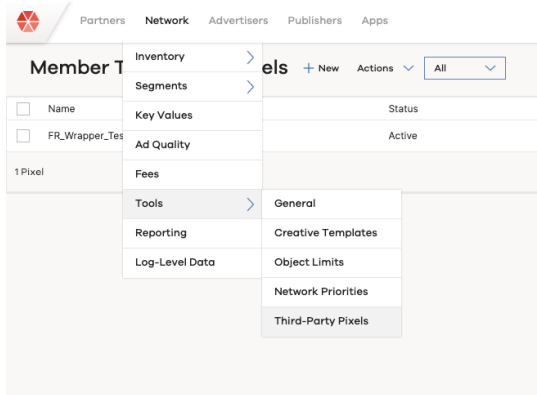 Partners Network Advertisers Publishers Apps
Member T els + New Actions All
Name Status
FR_Wrapper_Tes Active
1 Pixel
Inventory
Segments
Key Values
Ad Quality
Fees
Tools
Reporting
Log-Level Data
General
Creative Templates
Object Limits
Network Priorities
Third-Party Pixels